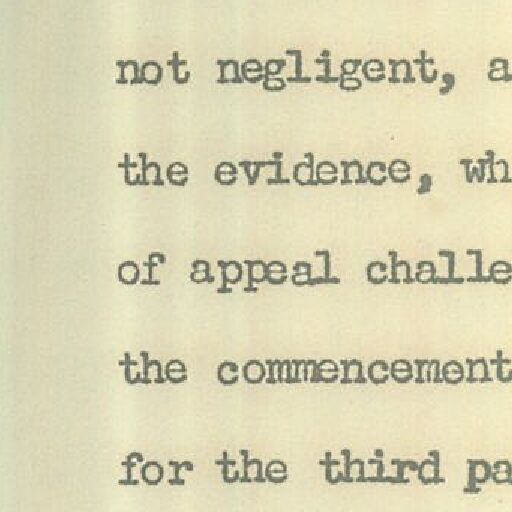 not negligent, a
the evidence, wh
of appeal challe
the commencement
for the third pa